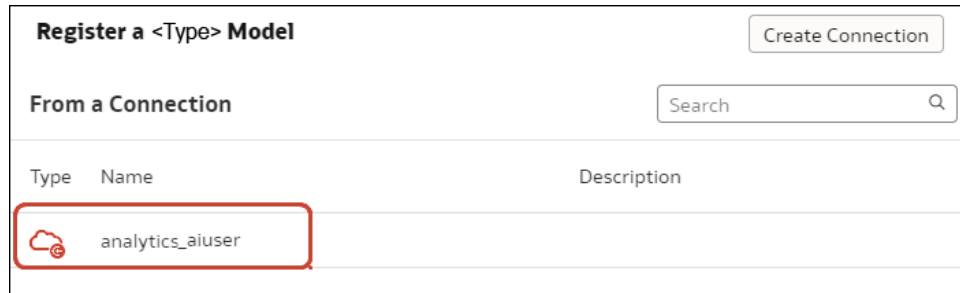 Register a <Type> Model
Create Connection
From a Connection
Search
Type Name Description
analytics_aiuser